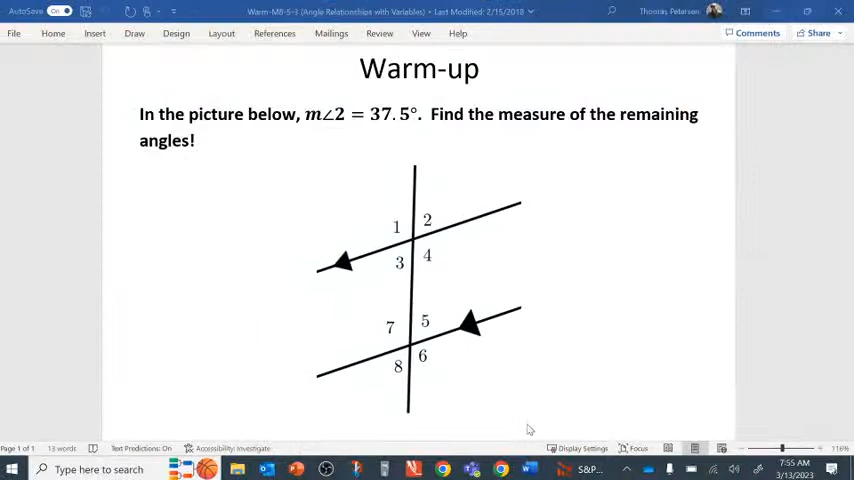 AutoSave On Warm-M8-5-3 (Angle Relationships with Variables) • Last Modified: 2/15/2018 Thomas Petersen
File Home Insert Draw Design Layout References Mailings Review View Help Comments Share
Warm-up
In the picture below, m∠2 = 37.5°. Find the measure of the remaining
angles!
1 2
3 4
7 5
8 6
Page 1 of 1 13 words Text Predictions: On Accessibility: Investigate Display Settings Focus 116%
Type here to search S&P... 7:55 AM
3/13/2023